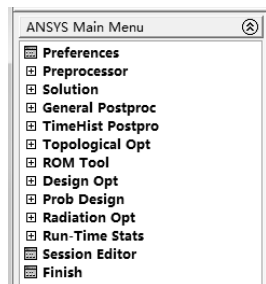 ANSYS Main Menu
Preferences
Preprocessor
Solution
General Postproc
TimeHist Postpro
Topological Opt
ROM Tool
Design Opt
Prob Design
Radiation Opt
Run-Time Stats
Session Editor
Finish